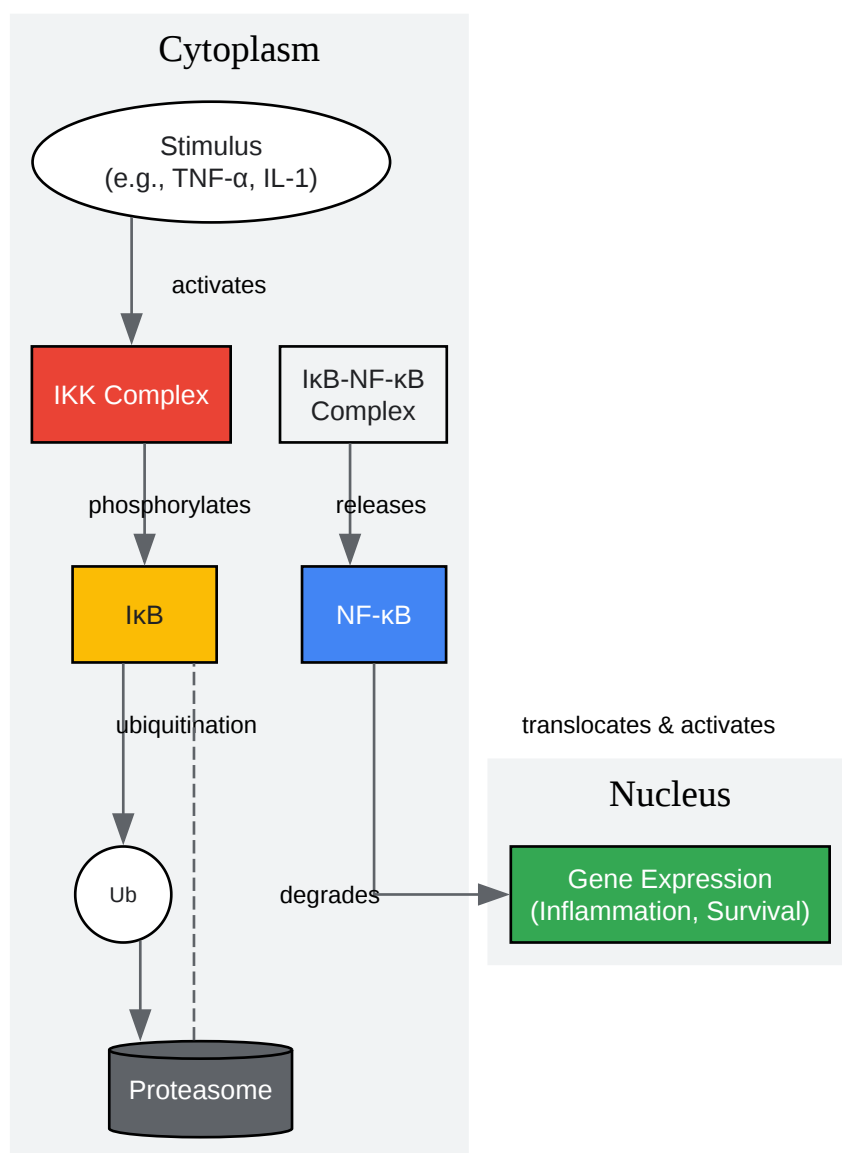 Cytoplasm
Stimulus
(e.g., TNF-α, IL-1)
activates
IKK Complex
IκB-NF-κB
Complex
phosphorylates
releases
IκB
NF-κB
ubiquitination
translocates & activates
Nucleus
Gene Expression
(Inflammation, Survival)
Ub
degrades
Proteasome